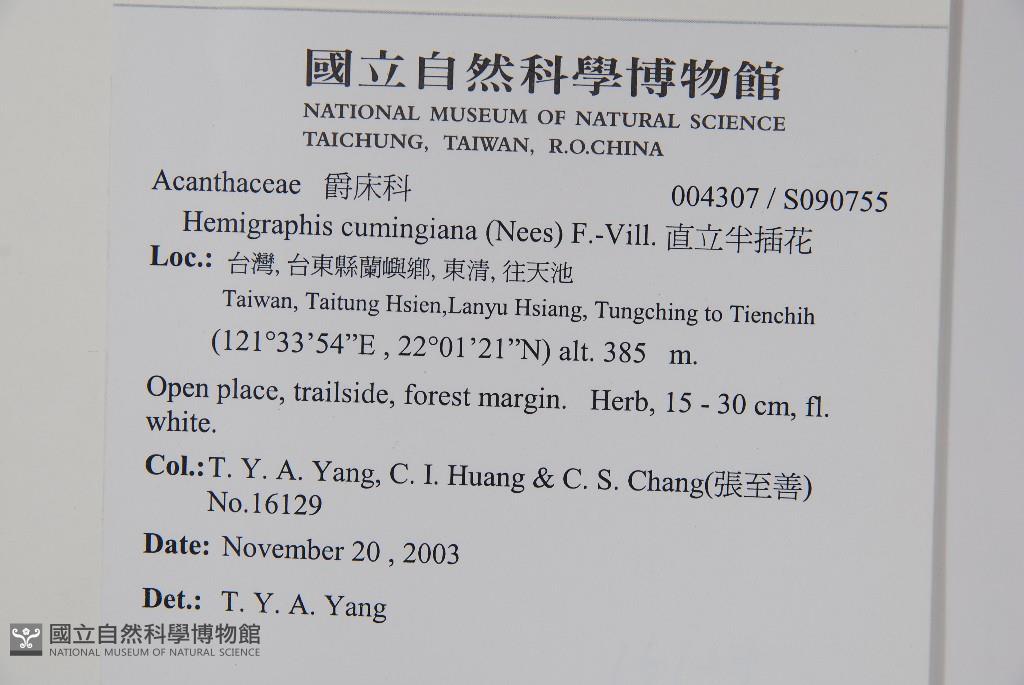 國立自然科學博物館
NATIONAL MUSEUM OF NATURAL SCIENCE
TAICHUNG, TAIWAN, R.O.CHINA
Acanthaceae 爵床科 004307 / S090755
Hemigraphis cumingiana (Nees) F.-Vill. 直立半插花
Loc.: 台灣, 台東縣蘭嶼鄉, 東清, 往天池
Taiwan, Taitung Hsien,Lanyu Hsiang, Tungching to Tienchih
(121°33’54”E , 22°01’21”N) alt. 385 m.
Open place, trailside, forest margin. Herb, 15 - 30 cm, fl.
white.
Col.: T. Y. A. Yang, C. I. Huang & C. S. Chang(張至善)
No.16129
Date: November 20 , 2003
Det.: T. Y. A. Yang
國立自然科學博物館
NATIONAL MUSEUM OF NATURAL SCIENCE